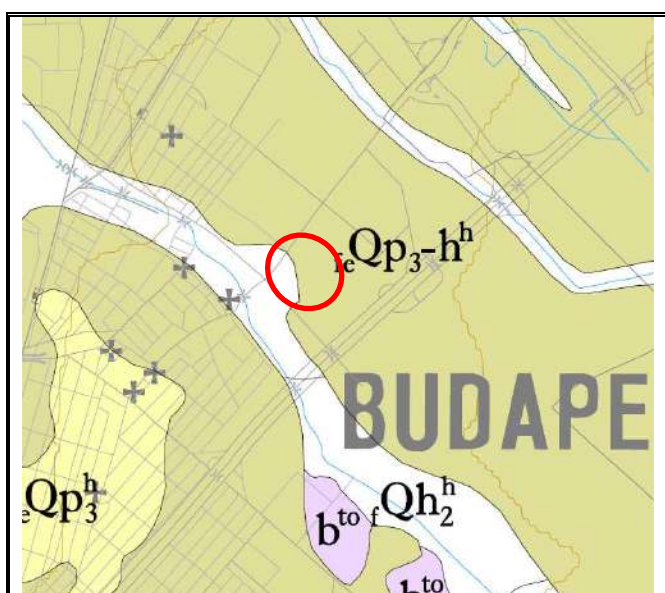 feQp₃-hʰ
BUDAPE
eQp₃ʰ
bᵗᵒ
fQh₂ʰ
bᵗᵒ